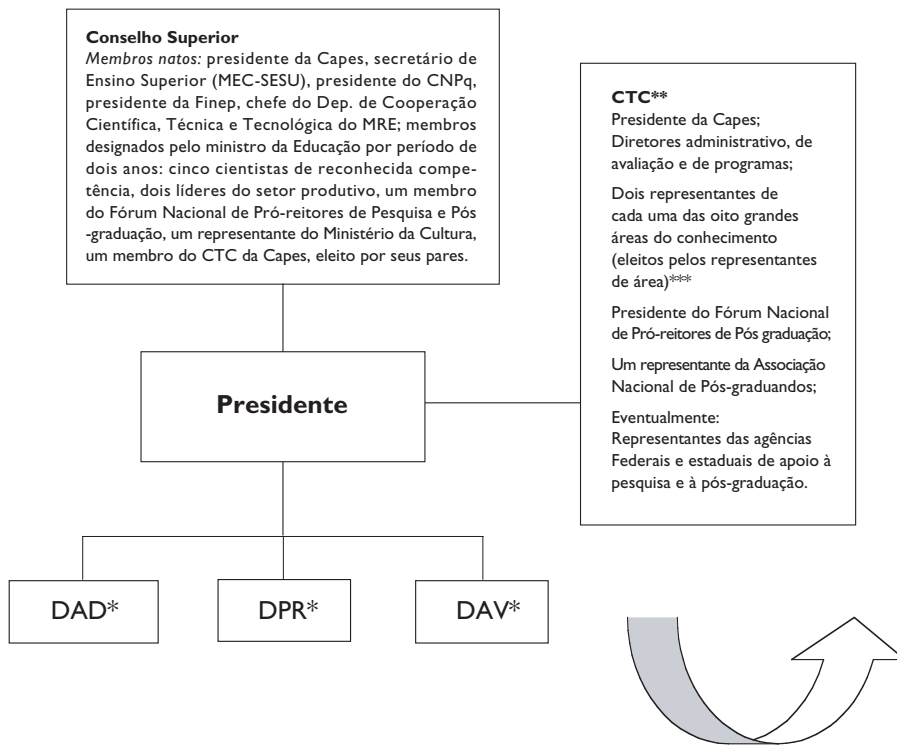 Conselho Superior
Membros natos: presidente da Capes, secretário de
Ensino Superior (MEC-SESU), presidente do CNPq,
presidente da Finep, chefe do Dep. de Cooperação
Científica, Técnica e Tecnológica do MRE; membros
designados pelo ministro da Educação por período de
dois anos: cinco cientistas de reconhecida compe-
tência, dois líderes do setor produtivo, um membro
do Fórum Nacional de Pró-reitores de Pesquisa e Pós
-graduação, um representante do Ministério da Cultura,
um membro do CTC da Capes, eleito por seus pares.
CTC**
Presidente da Capes;
Diretores administrativo, de
avaliação e de programas;
Dois representantes de
cada uma das oito grandes
áreas do conhecimento
(eleitos pelos representantes
de área)***
Presidente do Fórum Nacional
de Pró-reitores de Pós graduação;
Um representante da Associação
Nacional de Pós-graduandos;
Eventualmente:
Representantes das agências
Federais e estaduais de apoio à
pesquisa e à pós-graduação.
Presidente
DAD*
DPR*
DAV*